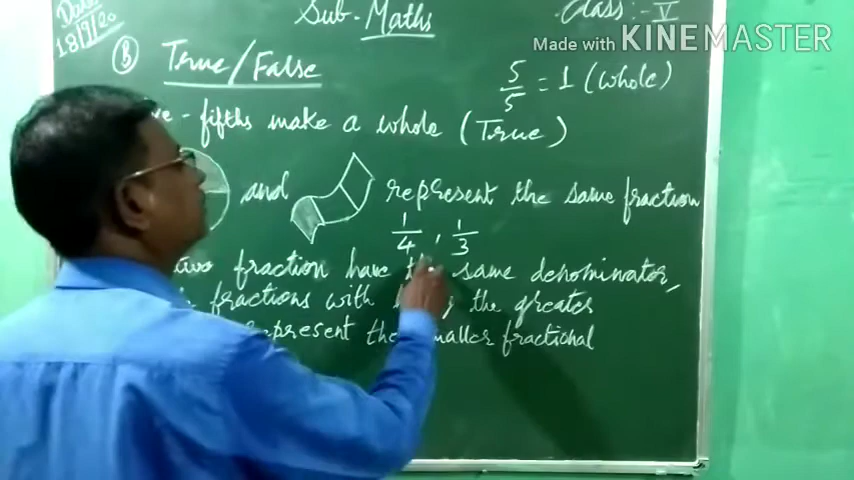 Date
18/9/20
Sub- Maths
Class:- V
Made with KINEMASTER
B True/False
5/5 = 1 (whole)
- fifths make a whole (True)
and represent the same fraction
1/4, 1/3
two fraction have same denominator,
fractions with the greater
represent the smaller fractional